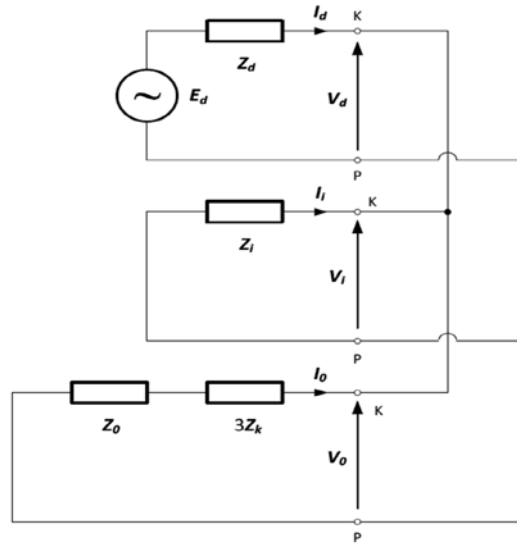 I_d K
Z_d
E_d ~ V_d
P
I_i K
Z_i
V_i
P
I_0
Z_0 3Z_k K
V_0
P